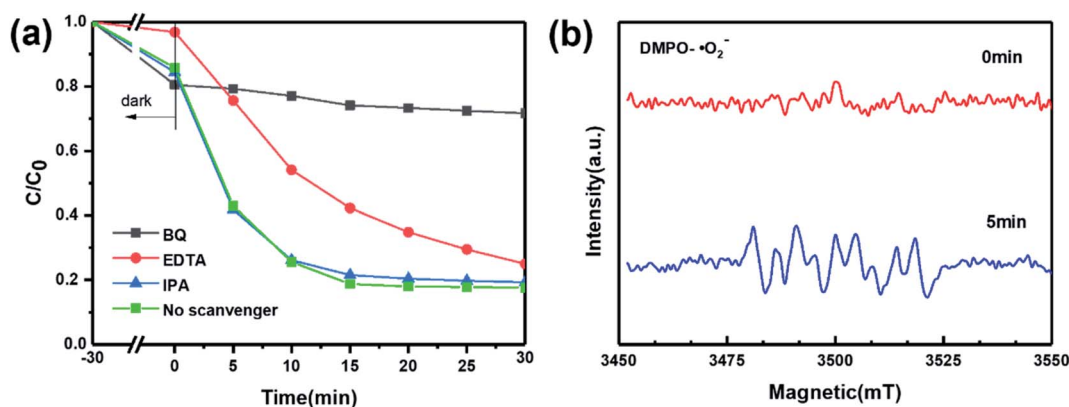 (a)
C/C0
1.0
0.8
0.6
0.4
0.2
0.0
dark
BQ
EDTA
IPA
No scanvenger
-30 0 5 10 15 20 25 30
Time(min)
(b)
DMPO- •O2-
0min
5min
Intensity(a.u.)
3450 3475 3500 3525 3550
Magnetic(mT)